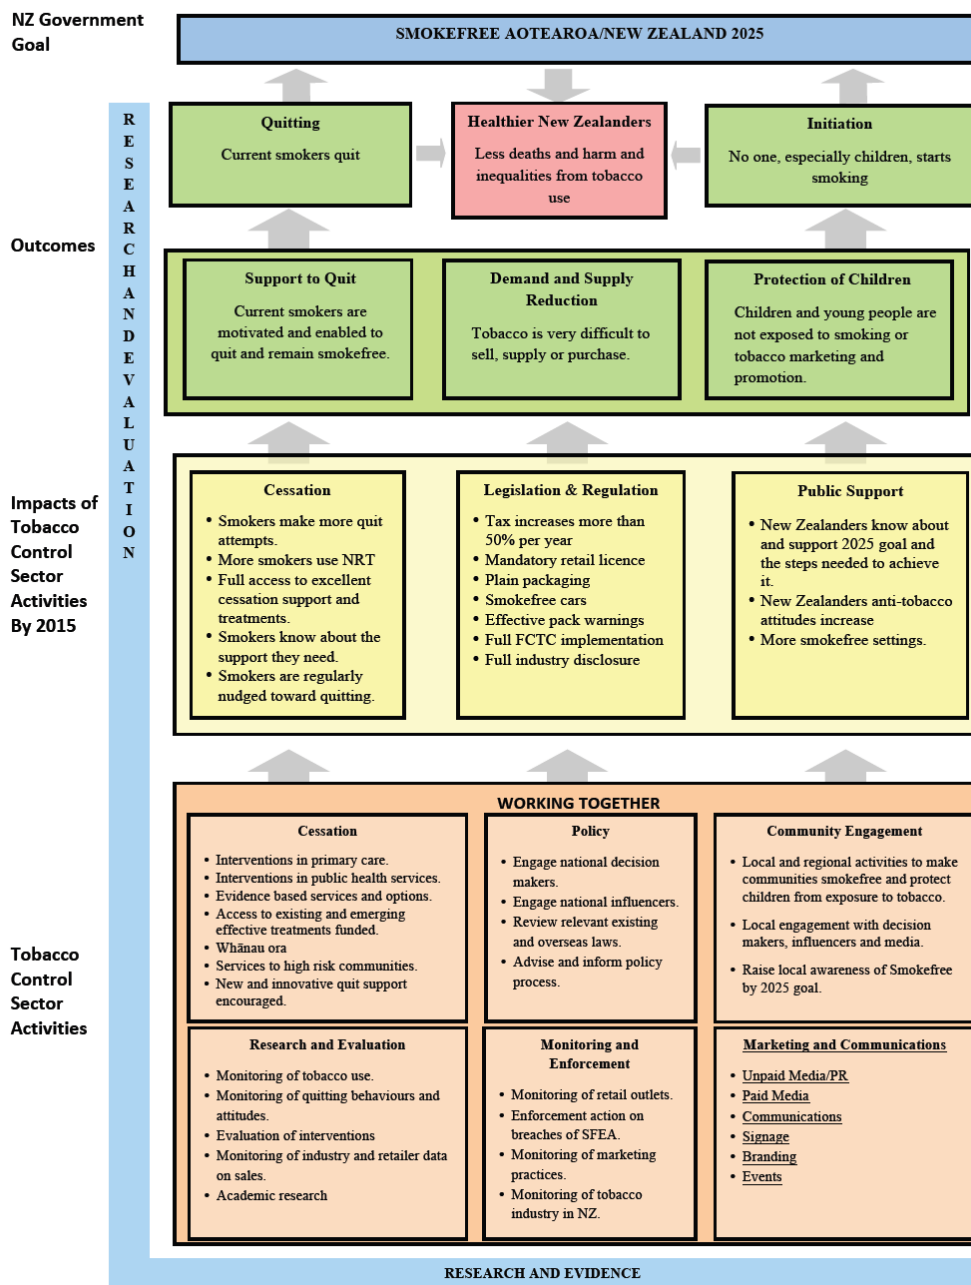 NZ Government
Goal
SMOKEFREE AOTEAROA/NEW ZEALAND 2025
RESEARCH AND EVALUATION
Quitting
Current smokers quit
Healthier New Zealanders
Less deaths and harm and
inequalities from tobacco
use
Initiation
No one, especially children, starts
smoking
Outcomes
Support to Quit
Current smokers are
motivated and enabled to
quit and remain smokefree.
Demand and Supply
Reduction
Tobacco is very difficult to
sell, supply or purchase.
Protection of Children
Children and young people are
not exposed to smoking or
tobacco marketing and
promotion.
Impacts of
Tobacco
Control
Sector
Activities
By 2015
Cessation
• Smokers make more quit
attempts.
• More smokers use NRT
• Full access to excellent
cessation support and
treatments.
• Smokers know about the
support they need.
• Smokers are regularly
nudged toward quitting.
Legislation & Regulation
• Tax increases more than
50% per year
• Mandatory retail licence
• Plain packaging
• Smokefree cars
• Effective pack warnings
• Full FCTC implementation
• Full industry disclosure
Public Support
• New Zealanders know about
and support 2025 goal and
the steps needed to achieve
it.
• New Zealanders anti-tobacco
attitudes increase
• More smokefree settings.
Tobacco
Control
Sector
Activities
WORKING TOGETHER
Cessation
• Interventions in primary care.
• Interventions in public health services.
• Evidence based services and options.
• Access to existing and emerging
effective treatments funded.
• Whānau ora
• Services to high risk communities.
• New and innovative quit support
encouraged.
Policy
• Engage national decision
makers.
• Engage national influencers.
• Review relevant existing
and overseas laws.
• Advise and inform policy
process.
Community Engagement
• Local and regional activities to make
communities smokefree and protect
children from exposure to tobacco.
• Local engagement with decision
makers, influencers and media.
• Raise local awareness of Smokefree
by 2025 goal.
Research and Evaluation
• Monitoring of tobacco use.
• Monitoring of quitting behaviours and
attitudes.
• Evaluation of interventions
• Monitoring of industry and retailer data
on sales.
• Academic research
Monitoring and
Enforcement
• Monitoring of retail outlets.
• Enforcement action on
breaches of SFEA.
• Monitoring of marketing
practices.
• Monitoring of tobacco
industry in NZ.
Marketing and Communications
• Unpaid Media/PR
• Paid Media
• Communications
• Signage
• Branding
• Events
RESEARCH AND EVIDENCE